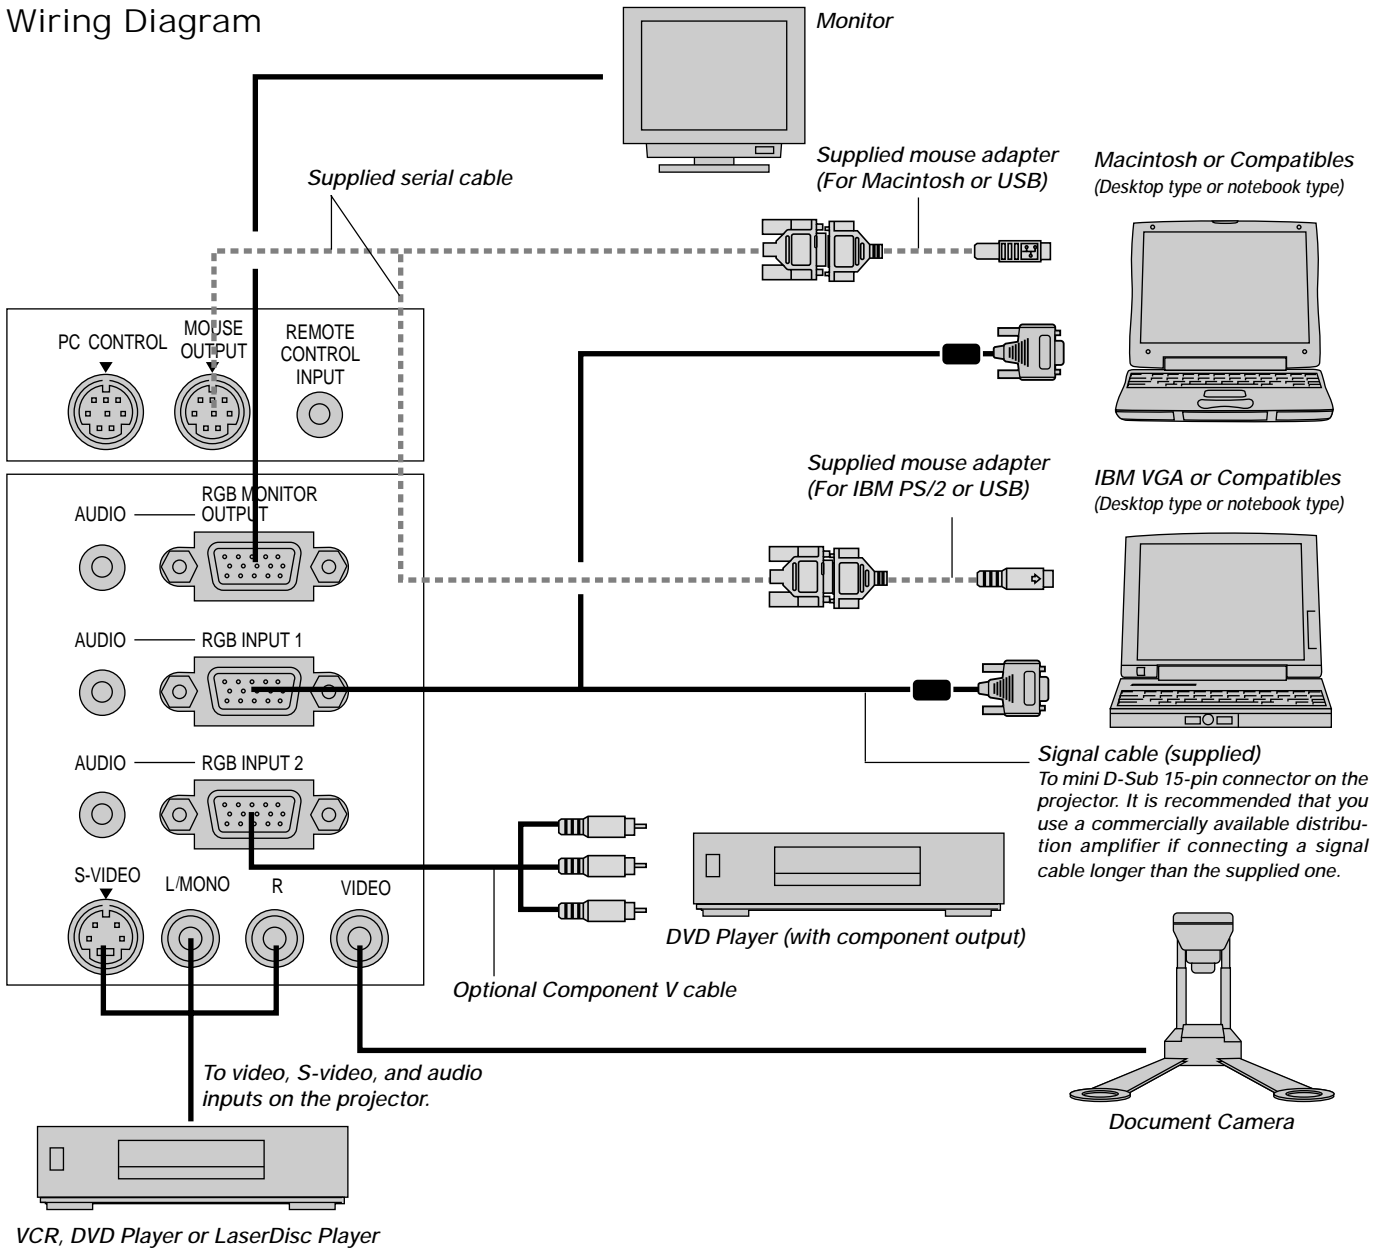 Wiring Diagram
Monitor
Supplied serial cable
Supplied mouse adapter
(For Macintosh or USB)
Macintosh or Compatibles
(Desktop type or notebook type)
PC CONTROL
MOUSE
OUTPUT
REMOTE
CONTROL
INPUT
Supplied mouse adapter
(For IBM PS/2 or USB)
IBM VGA or Compatibles
(Desktop type or notebook type)
AUDIO
RGB MONITOR
OUTPUT
AUDIO
RGB INPUT 1
AUDIO
RGB INPUT 2
Signal cable (supplied)
To mini D-Sub 15-pin connector on the
projector. It is recommended that you
use a commercially available distribu-
tion amplifier if connecting a signal
cable longer than the supplied one.
S-VIDEO
L/MONO
R
VIDEO
DVD Player (with component output)
Optional Component V cable
To video, S-video, and audio
inputs on the projector.
Document Camera
VCR, DVD Player or LaserDisc Player